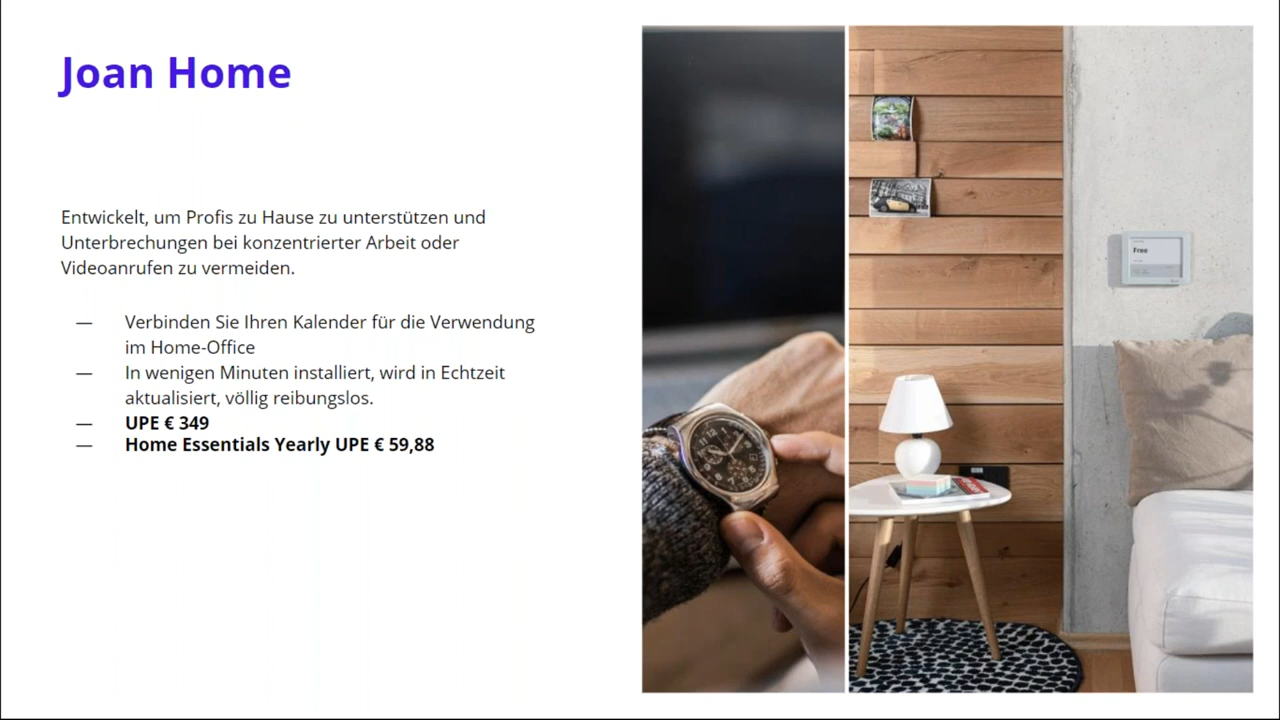 Joan Home
Entwickelt, um Profis zu Hause zu unterstützen und
Unterbrechungen bei konzentrierter Arbeit oder
Videoanrufen zu vermeiden.
— Verbinden Sie Ihren Kalender für die Verwendung
im Home-Office
— In wenigen Minuten installiert, wird in Echtzeit
aktualisiert, völlig reibungslos.
— UPE € 349
— Home Essentials Yearly UPE € 59,88
Free